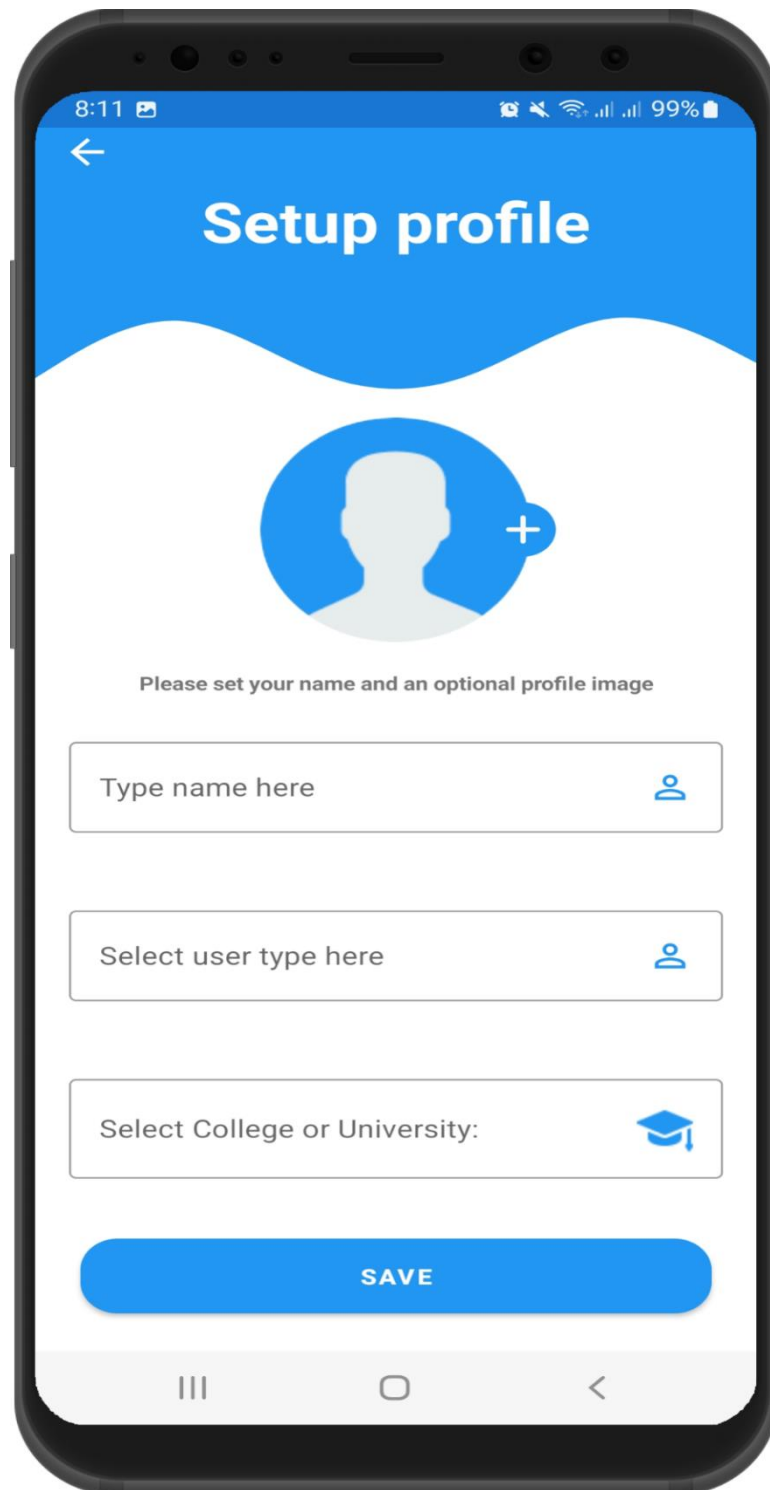 8:11
99%
Setup profile
Please set your name and an optional profile image
Type name here
Select user type here
Select College or University:
SAVE